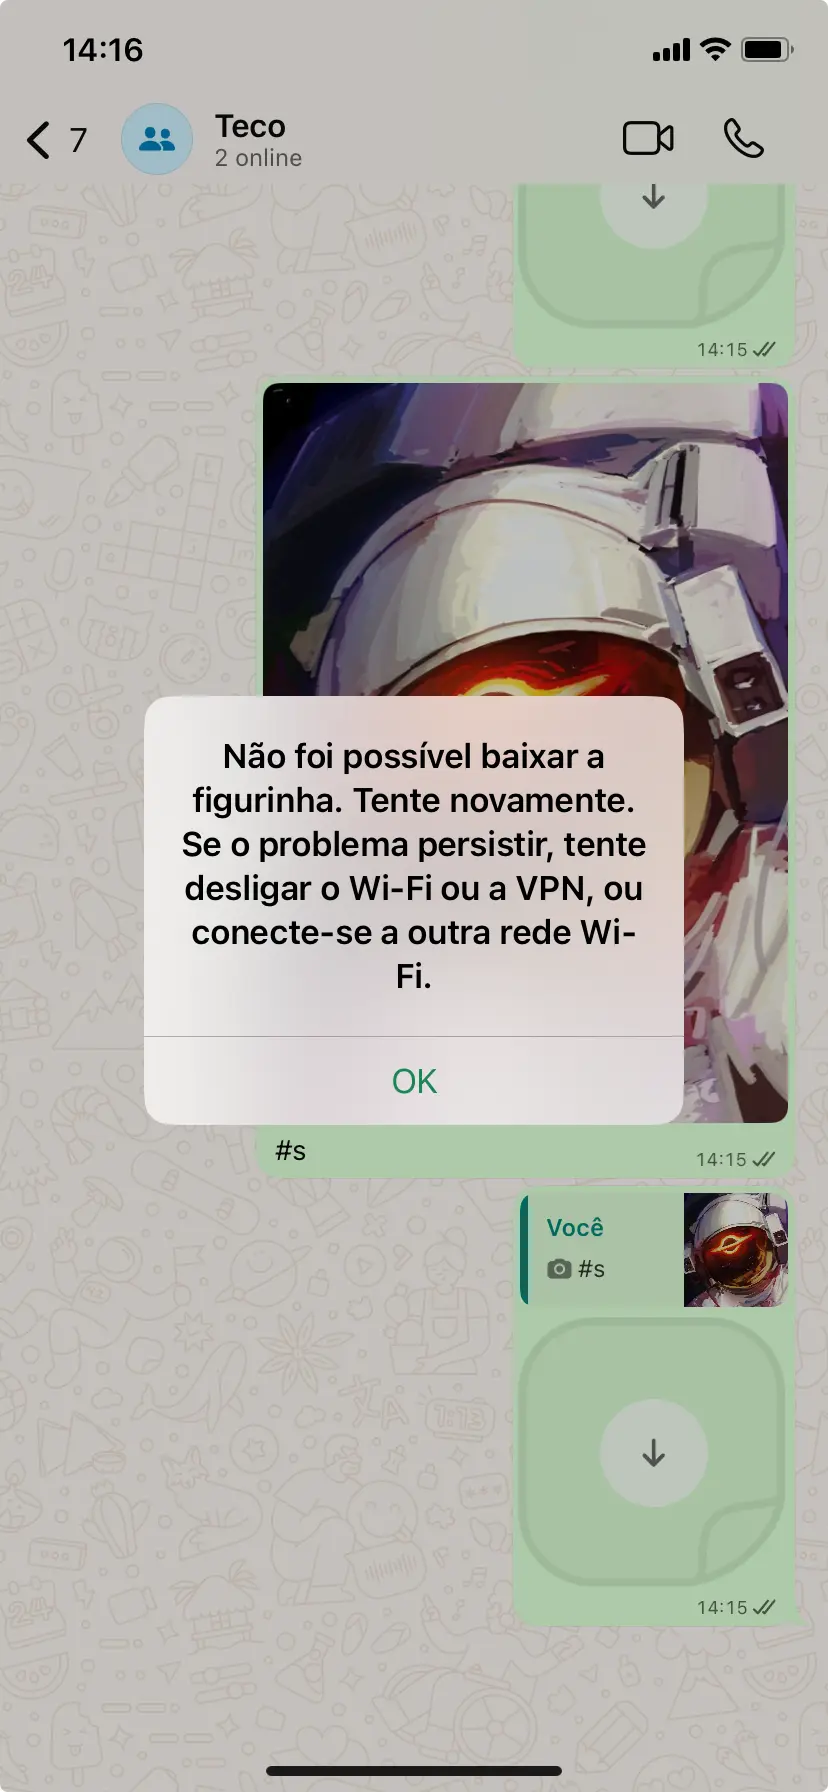 14:16
7
Teco
2 online
14:15
Não foi possível baixar a
figurinha. Tente novamente.
Se o problema persistir, tente
desligar o Wi-Fi ou a VPN, ou
conecte-se a outra rede Wi-
Fi.
OK
#s
14:15
Você
#s
14:15